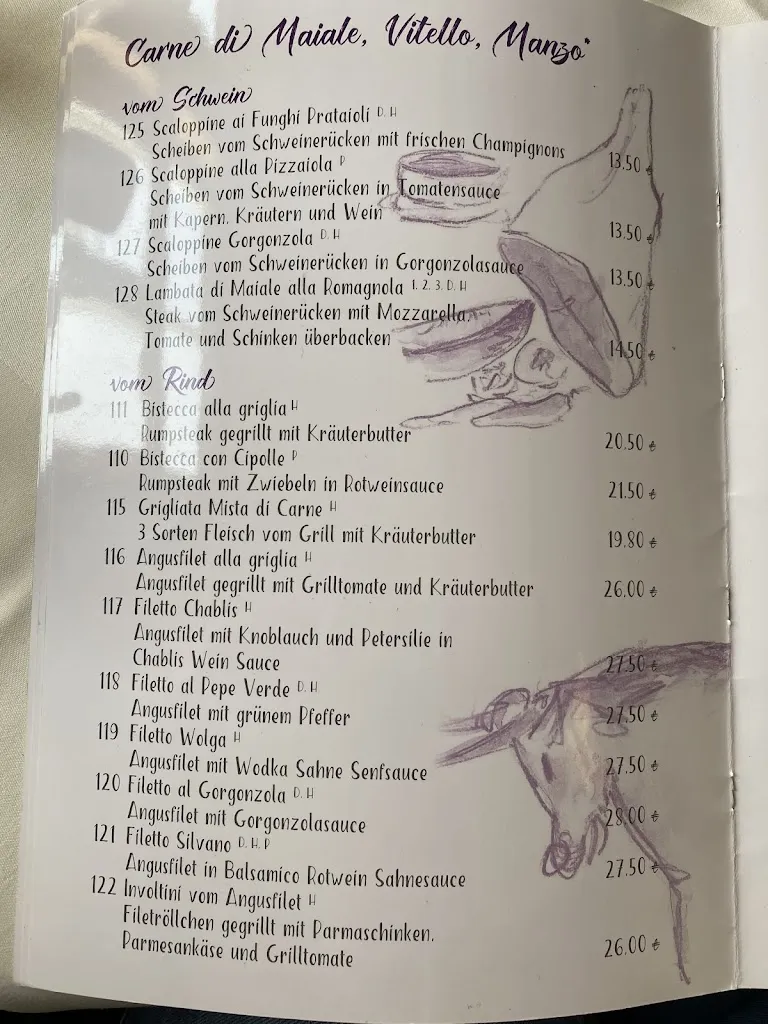 Carne di Maiale, Vitello, Manzo*
vom Schwein
125 Scaloppine ai Funghi Prataioli D, H
Scheiben vom Schweinerücken mit frischen Champignons 13.50 €
126 Scaloppine alla Pizzaiola P
Scheiben vom Schweinerücken in Tomatensauce
mit Kapern, Kräutern und Wein 13.50 €
127 Scaloppine Gorgonzola D, H
Scheiben vom Schweinerücken in Gorgonzolasauce 13.50 €
128 Lambata di Maiale alla Romagnola 1, 2, 3, D, H
Steak vom Schweinerücken mit Mozzarella,
Tomate und Schinken überbacken 14.50 €
vom Rind
111 Bistecca alla griglia H
Rumpsteak gegrillt mit Kräuterbutter 20.50 €
110 Bistecca con Cipolle P
Rumpsteak mit Zwiebeln in Rotweinsauce 21.50 €
115 Grigliata Mista di Carne H
3 Sorten Fleisch vom Grill mit Kräuterbutter 19.80 €
116 Angusfilet alla griglia H
Angusfilet gegrillt mit Grilltomate und Kräuterbutter 26.00 €
117 Filetto Chablis H
Angusfilet mit Knoblauch und Petersilie in
Chablis Wein Sauce 27.50 €
118 Filetto al Pepe Verde D, H
Angusfilet mit grünem Pfeffer 27.50 €
119 Filetto Wolga H
Angusfilet mit Wodka Sahne Senfsauce 27.50 €
120 Filetto al Gorgonzola D, H
Angusfilet mit Gorgonzolasauce 28.00 €
121 Filetto Silvano D, H, P
Angusfilet in Balsamico Rotwein Sahnesauce 27.50 €
122 Involtini vom Angusfilet H
Filetröllchen gegrillt mit Parmaschinken,
Parmesankäse und Grilltomate 26.00 €